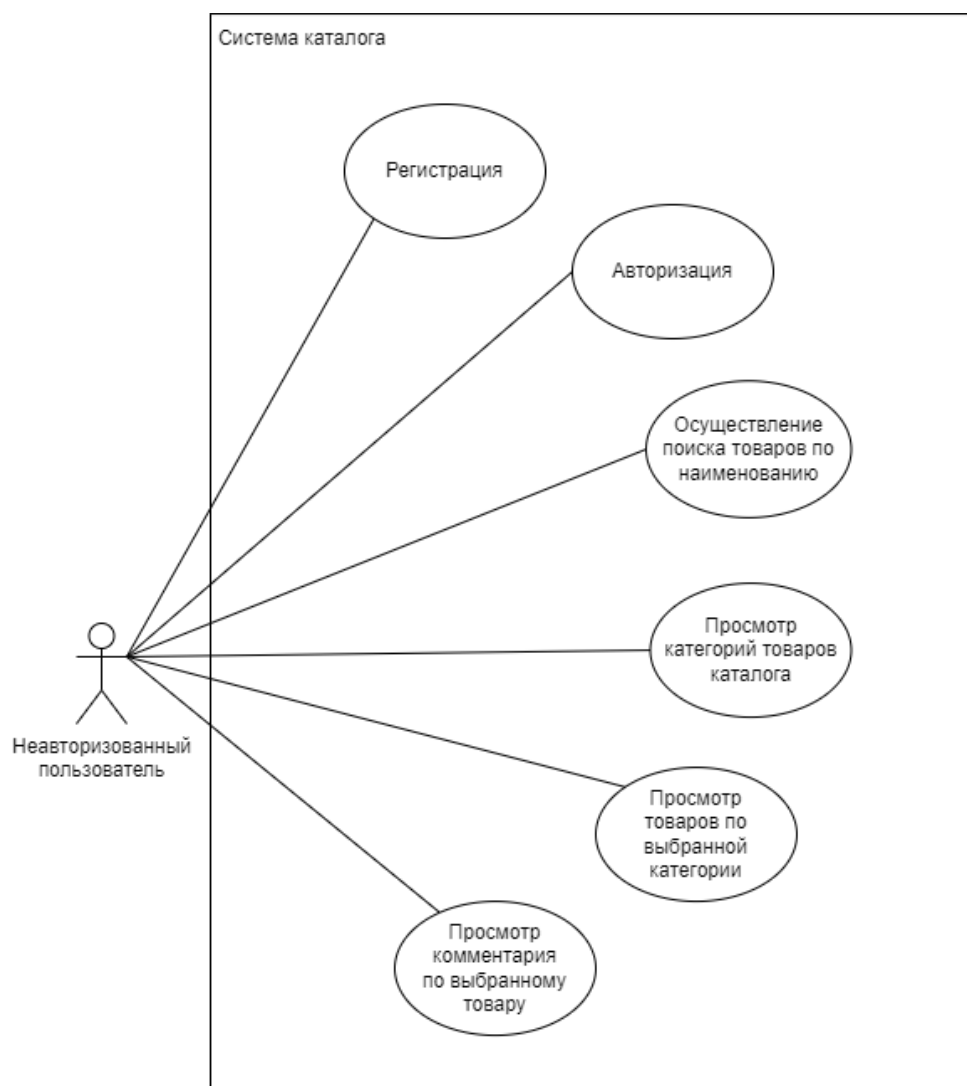 Система каталога
Регистрация
Авторизация
Осуществление
поиска товаров по
наименованию
Просмотр
категорий товаров
каталога
Неавторизованный
пользователь
Просмотр
товаров по
выбранной
категории
Просмотр
комментария
по выбранному
товару